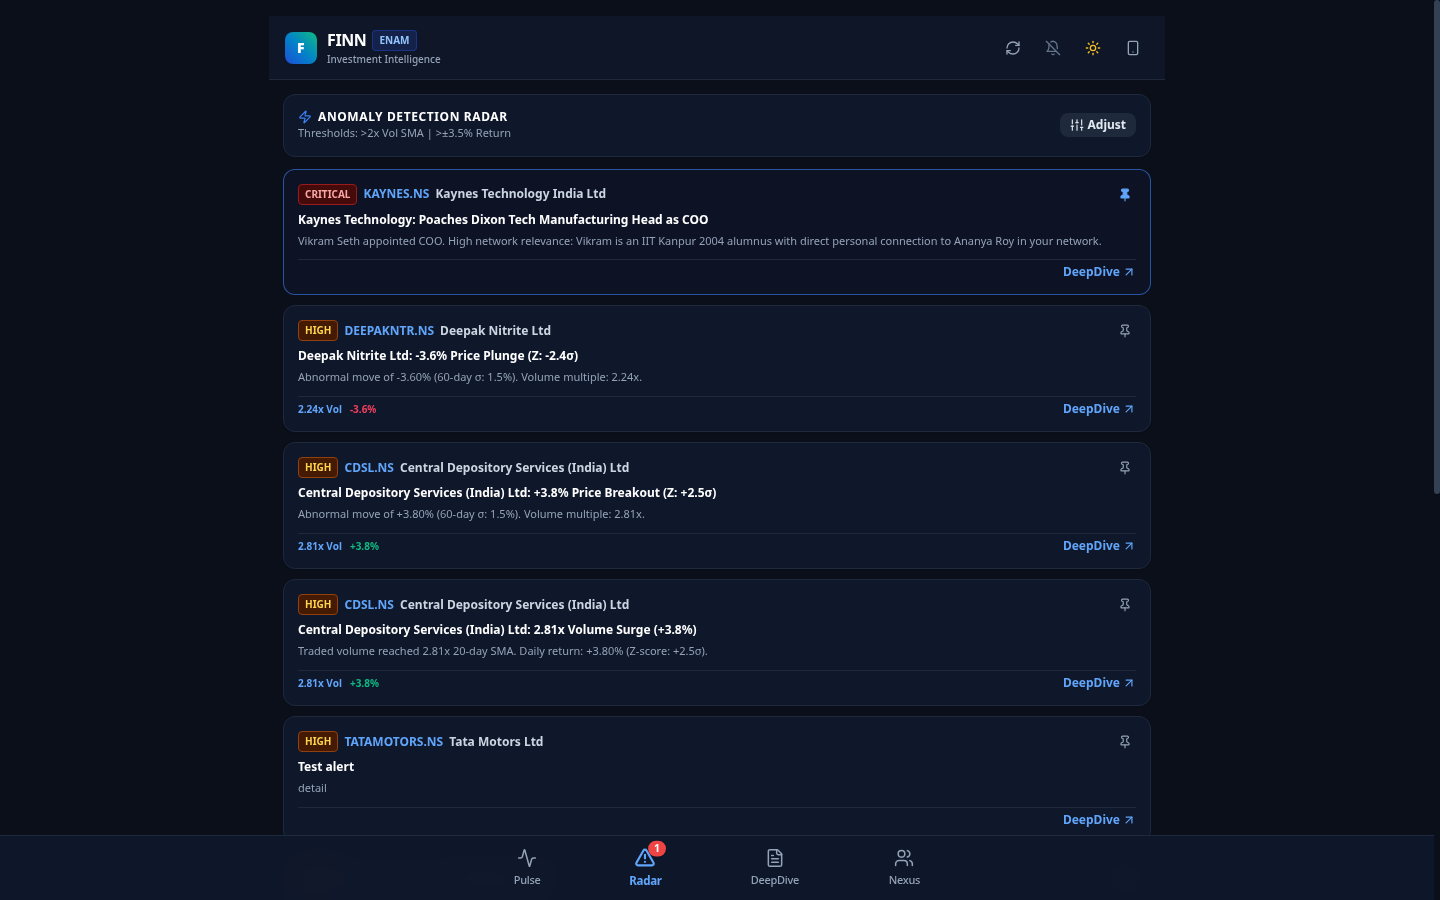 F
FINN ENAM
Investment Intelligence
ANOMALY DETECTION RADAR
Thresholds: >2x Vol SMA | >±3.5% Return
Adjust
CRITICAL KAYNES.NS Kaynes Technology India Ltd
Kaynes Technology: Poaches Dixon Tech Manufacturing Head as COO
Vikram Seth appointed COO. High network relevance: Vikram is an IIT Kanpur 2004 alumnus with direct personal connection to Ananya Roy in your network.
DeepDive
HIGH DEEPAKNTR.NS Deepak Nitrite Ltd
Deepak Nitrite Ltd: -3.6% Price Plunge (Z: -2.4σ)
Abnormal move of -3.60% (60-day σ: 1.5%). Volume multiple: 2.24x.
2.24x Vol -3.6% DeepDive
HIGH CDSL.NS Central Depository Services (India) Ltd
Central Depository Services (India) Ltd: +3.8% Price Breakout (Z: +2.5σ)
Abnormal move of +3.80% (60-day σ: 1.5%). Volume multiple: 2.81x.
2.81x Vol +3.8% DeepDive
HIGH CDSL.NS Central Depository Services (India) Ltd
Central Depository Services (India) Ltd: 2.81x Volume Surge (+3.8%)
Traded volume reached 2.81x 20-day SMA. Daily return: +3.80% (Z-score: +2.5σ).
2.81x Vol +3.8% DeepDive
HIGH TATAMOTORS.NS Tata Motors Ltd
Test alert
detail
DeepDive
1
Pulse Radar DeepDive Nexus